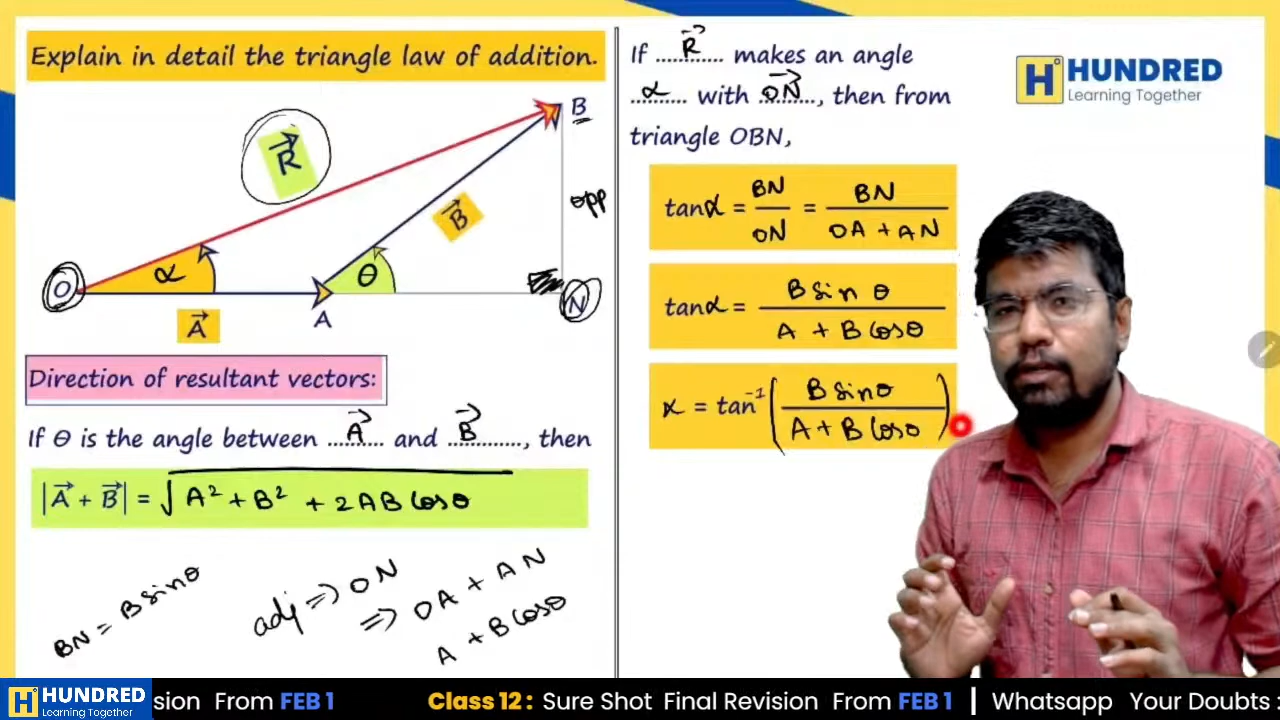 Explain in detail the triangle law of addition.
R⃗
B
opp
B⃗
O
α
θ
N
A⃗
A
Direction of resultant vectors:
If θ is the angle between ...A⃗... and ...B⃗..., then
|A⃗ + B⃗| = √A² + B² + 2AB Cosθ
BN = B sinθ
adj ⇒ ON
⇒ OA + AN
A + B Cosθ
If ...R⃗... makes an angle
...α... with ...ON⃗..., then from
triangle OBN,
tanα = BN/ON = BN/OA + AN
tanα = B sin θ/A + B Cosθ
α = tan⁻¹(B sinθ/A + B Cosθ)
H° HUNDRED
Learning Together
H° HUNDRED
Learning Together
sion From FEB 1 Class 12 : Sure Shot Final Revision From FEB 1 | Whatsapp Your Doubts :